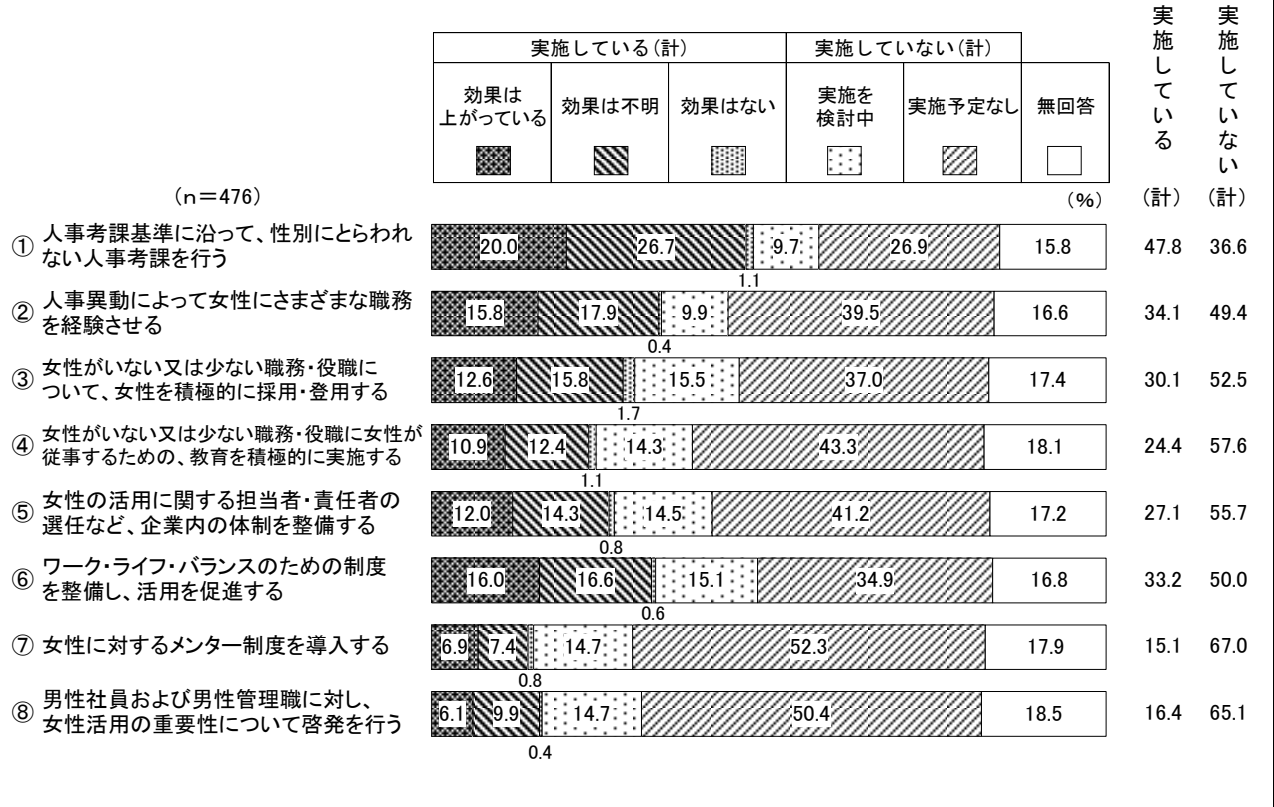 実施している(計) 実施していない(計)
効果は
上がっている
効果は不明
効果はない
実施を
検討中
実施予定なし
無回答
実施している
(計)
実施していない
(計)
(n=476)
(%)
① 人事考課基準に沿って、性別にとらわれ
ない人事考課を行う
20.0 26.7 1.1 9.7 26.9 15.8 47.8 36.6
② 人事異動によって女性にさまざまな職務
を経験させる
15.8 17.9 0.4 9.9 39.5 16.6 34.1 49.4
③ 女性がいない又は少ない職務・役職に
ついて、女性を積極的に採用・登用する
12.6 15.8 1.7 15.5 37.0 17.4 30.1 52.5
④ 女性がいない又は少ない職務・役職に女性が
従事するための、教育を積極的に実施する
10.9 12.4 1.1 14.3 43.3 18.1 24.4 57.6
⑤ 女性の活用に関する担当者・責任者の
選任など、企業内の体制を整備する
12.0 14.3 0.8 14.5 41.2 17.2 27.1 55.7
⑥ ワーク・ライフ・バランスのための制度
を整備し、活用を促進する
16.0 16.6 0.6 15.1 34.9 16.8 33.2 50.0
⑦ 女性に対するメンター制度を導入する
6.9 7.4 0.8 14.7 52.3 17.9 15.1 67.0
⑧ 男性社員および男性管理職に対し、
女性活用の重要性について啓発を行う
6.1 9.9 0.4 14.7 50.4 18.5 16.4 65.1